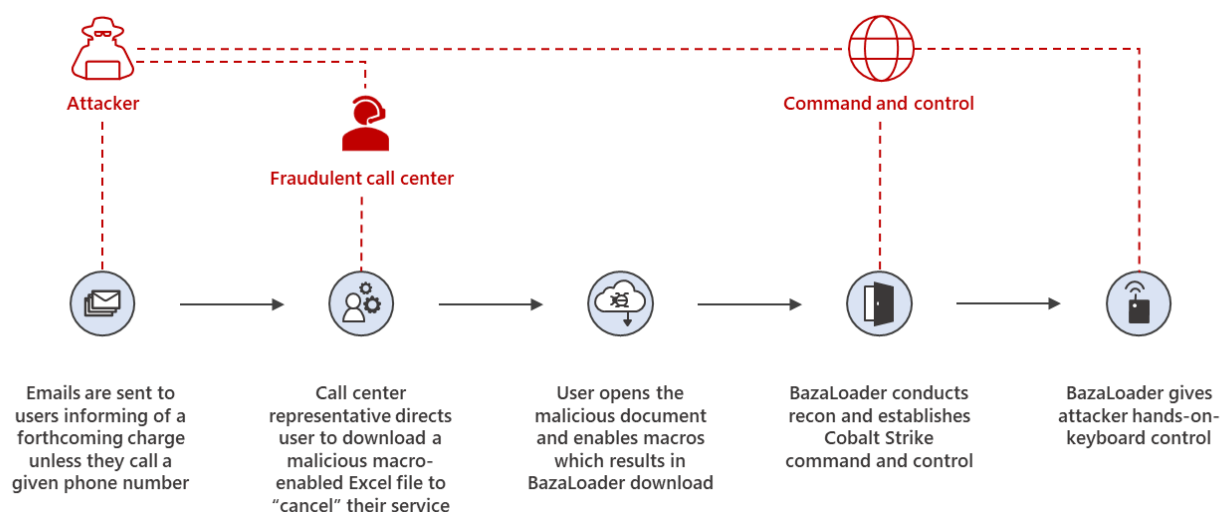 Attacker
Command and control
Fraudulent call center
Emails are sent to
users informing of a
forthcoming charge
unless they call a
given phone number
Call center
representative directs
user to download a
malicious macro-
enabled Excel file to
“cancel” their service
User opens the
malicious document
and enables macros
which results in
BazaLoader download
BazaLoader conducts
recon and establishes
Cobalt Strike
command and control
BazaLoader gives
attacker hands-on-
keyboard control